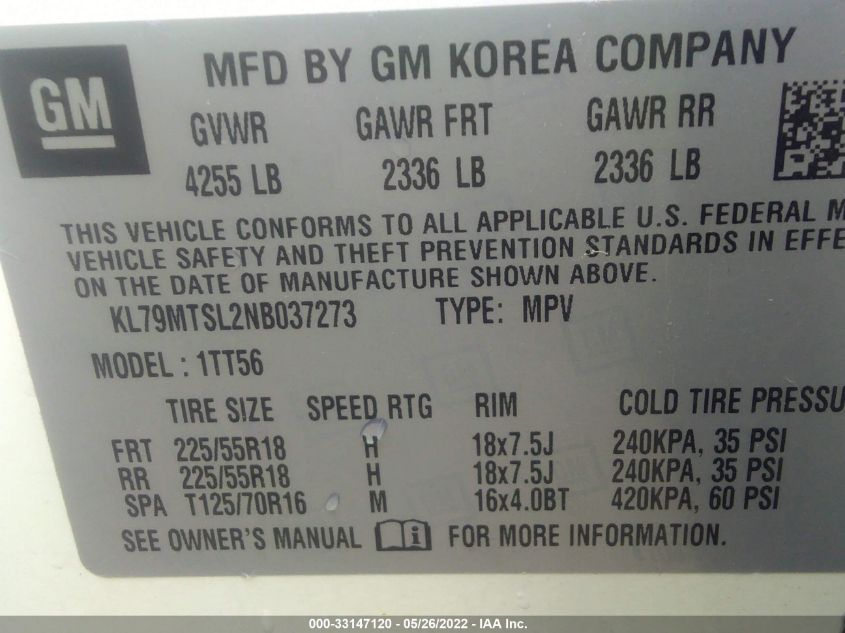 GM
MFD BY GM KOREA COMPANY
GVWR GAWR FRT GAWR RR
4255 LB 2336 LB 2336 LB
THIS VEHICLE CONFORMS TO ALL APPLICABLE U.S. FEDERAL M
VEHICLE SAFETY AND THEFT PREVENTION STANDARDS IN EFFE
ON THE DATE OF MANUFACTURE SHOWN ABOVE.
KL79MTSL2NB037273 TYPE: MPV
MODEL : 1TT56
TIRE SIZE SPEED RTG RIM COLD TIRE PRESSU
FRT 225/55R18 H 18x7.5J 240KPA, 35 PSI
RR 225/55R18 H 18x7.5J 240KPA, 35 PSI
SPA T125/70R16 M 16x4.0BT 420KPA, 60 PSI
SEE OWNER'S MANUAL i FOR MORE INFORMATION.
000-33147120 - 05/26/2022 - IAA Inc.